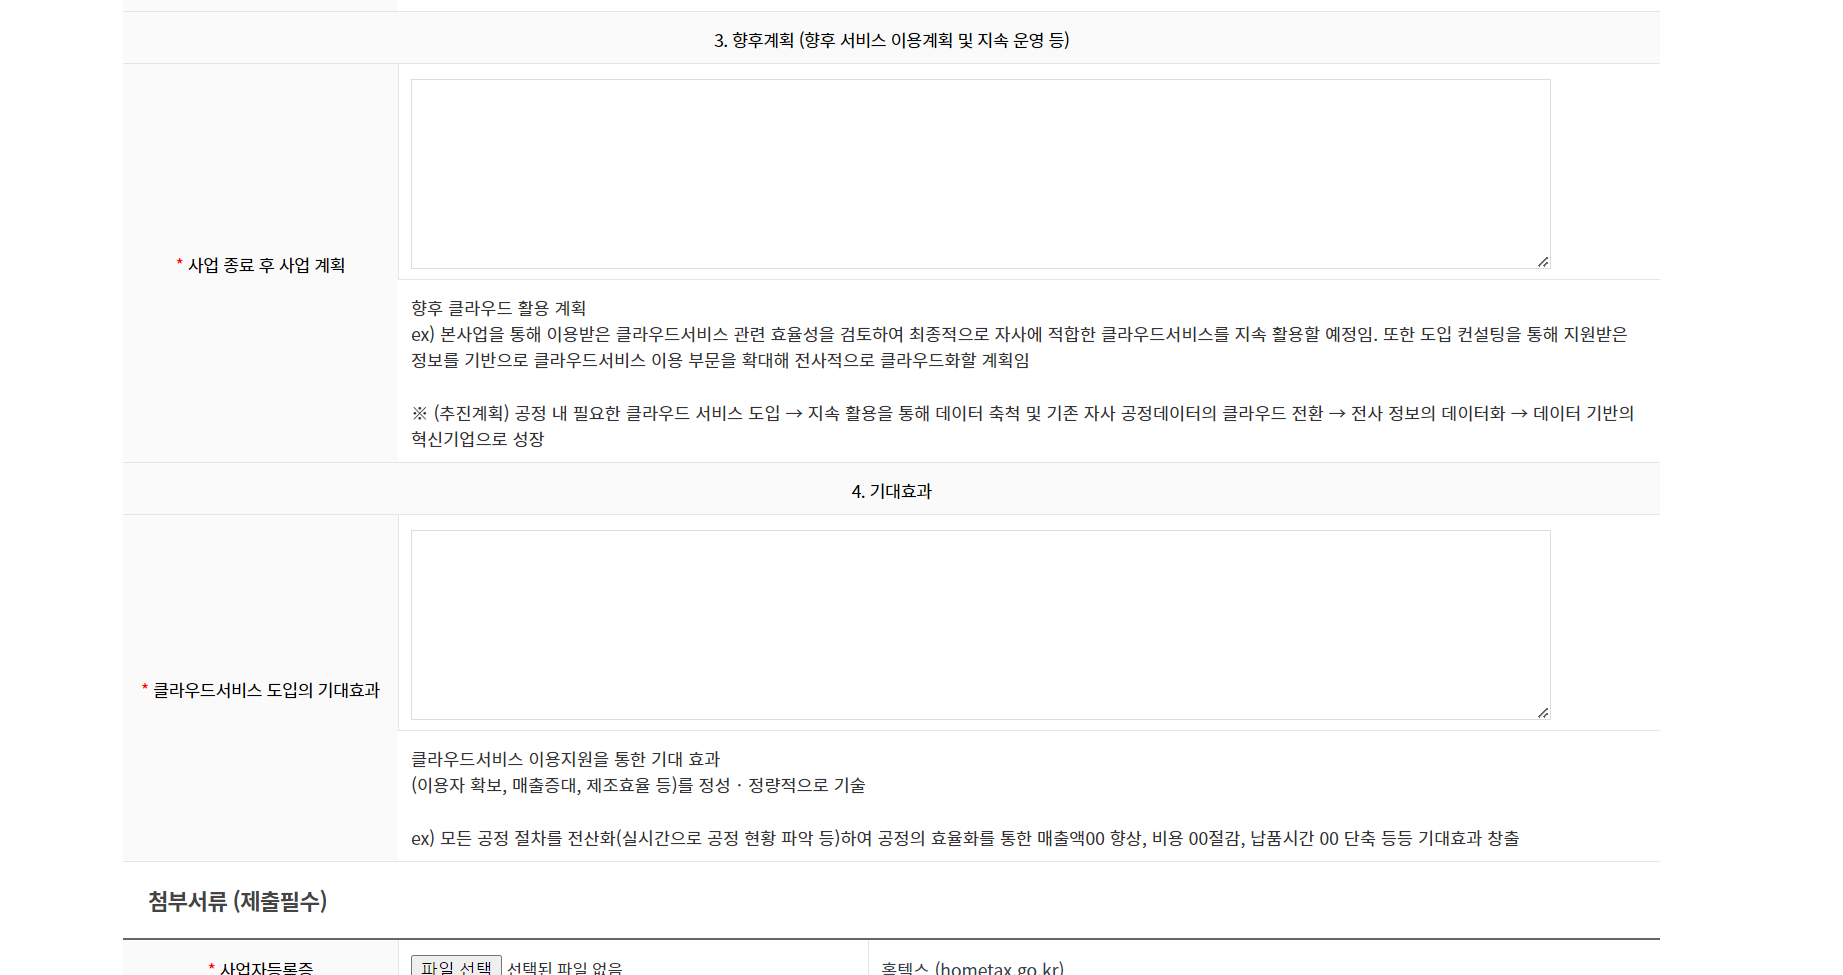 3. 향후계획 (향후 서비스 이용계획 및 지속 운영 등)
* 사업 종료 후 사업 계획
향후 클라우드 활용 계획
ex) 본사업을 통해 이용받은 클라우드서비스 관련 효율성을 검토하여 최종적으로 자사에 적합한 클라우드서비스를 지속 활용할 예정임. 또한 도입 컨설팅을 통해 지원받은
정보를 기반으로 클라우드서비스 이용 부문을 확대해 전사적으로 클라우드화할 계획임
※ (추진계획) 공정 내 필요한 클라우드 서비스 도입 → 지속 활용을 통해 데이터 축척 및 기존 자사 공정데이터의 클라우드 전환 → 전사 정보의 데이터화 → 데이터 기반의
혁신기업으로 성장
4. 기대효과
* 클라우드서비스 도입의 기대효과
클라우드서비스 이용지원을 통한 기대 효과
(이용자 확보, 매출증대, 제조효율 등)를 정성 · 정량적으로 기술
ex) 모든 공정 절차를 전산화(실시간으로 공정 현황 파악 등)하여 공정의 효율화를 통한 매출액00 향상, 비용 00절감, 납품시간 00 단축 등등 기대효과 창출
첨부서류 (제출필수)
* 사업자등록증
파일 선택 선택된 파일 없음
홈텍스 (hometax.go.kr)